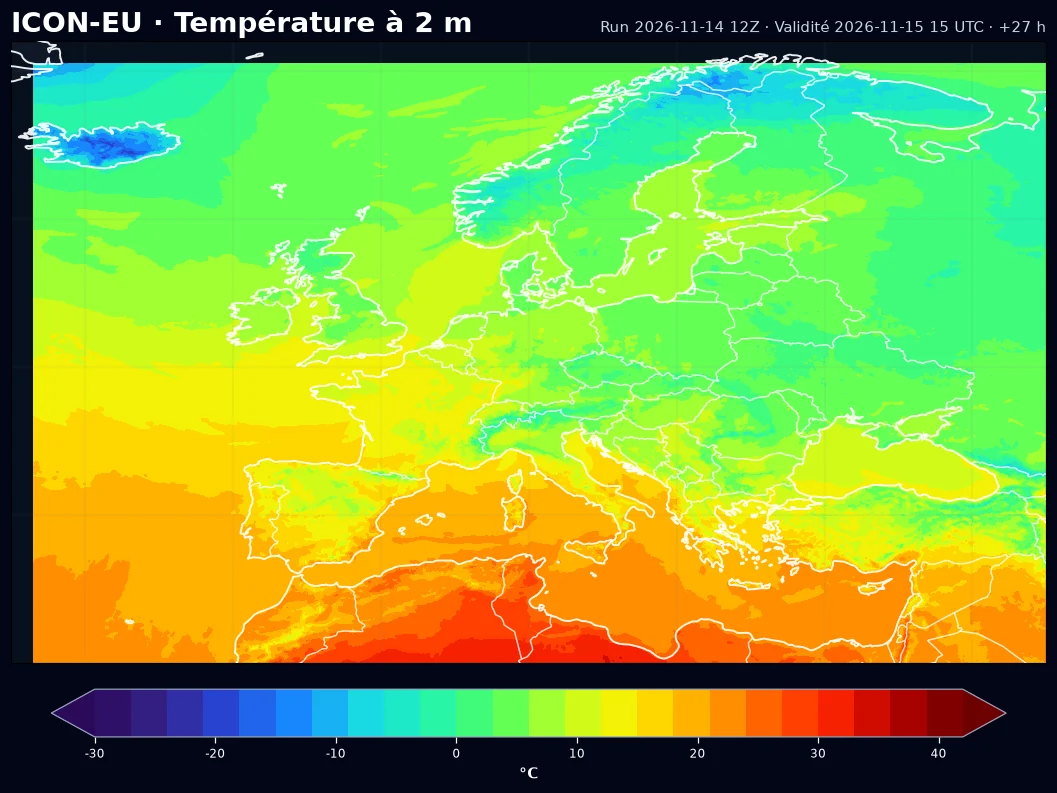 ICON-EU · Température à 2 m
Run 2026-11-14 12Z · Validité 2026-11-15 15 UTC · +27 h
-30 -20 -10 0 10 20 30 40
°C